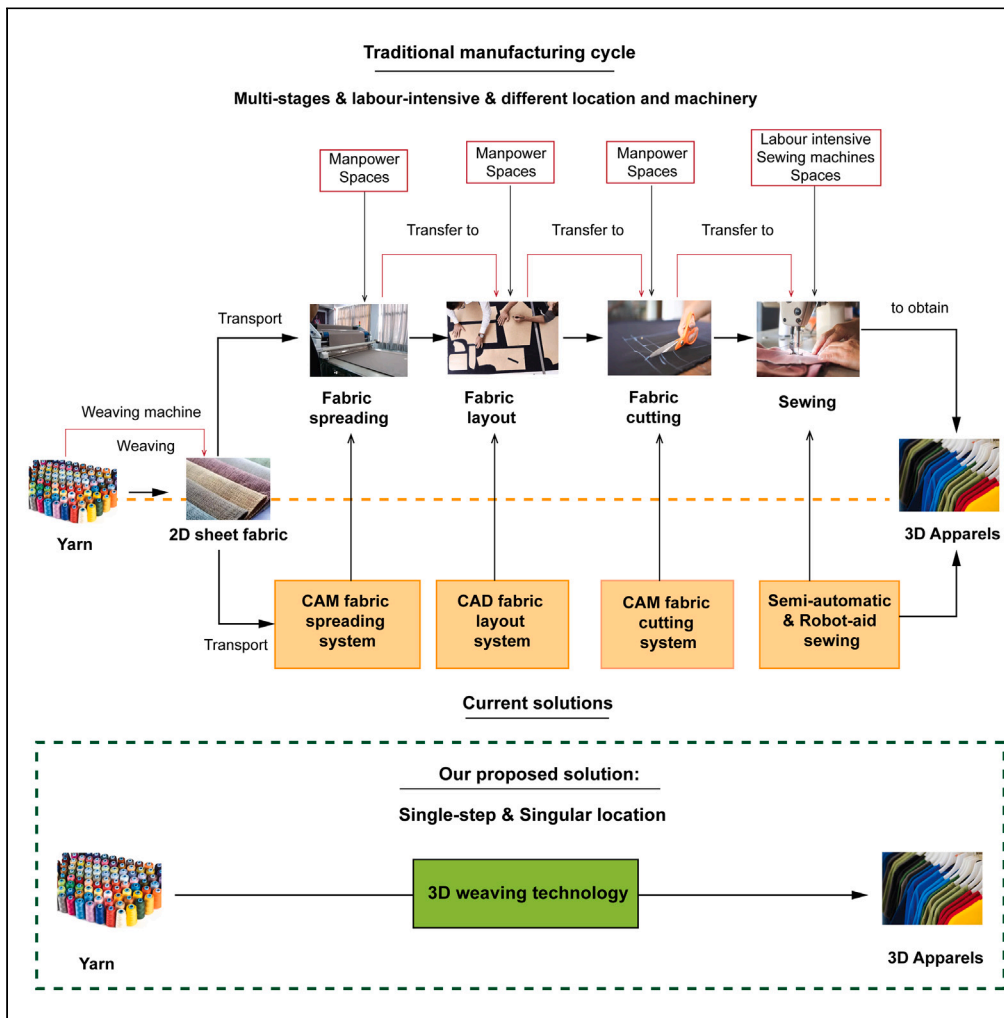 Traditional manufacturing cycle
Multi-stages & labour-intensive & different location and machinery
Manpower
Spaces
Manpower
Spaces
Manpower
Spaces
Labour intensive
Sewing machines
Spaces
Transfer to
Transfer to
Transfer to
Transport
to obtain
Fabric
spreading
Fabric
layout
Fabric
cutting
Sewing
Weaving machine
Weaving
Yarn
2D sheet fabric
3D Apparels
Transport
CAM fabric
spreading
system
CAD fabric
layout
system
CAM fabric
cutting
system
Semi-automatic
& Robot-aid
sewing
Current solutions
Our proposed solution:
Single-step & Singular location
3D weaving technology
Yarn
3D Apparels